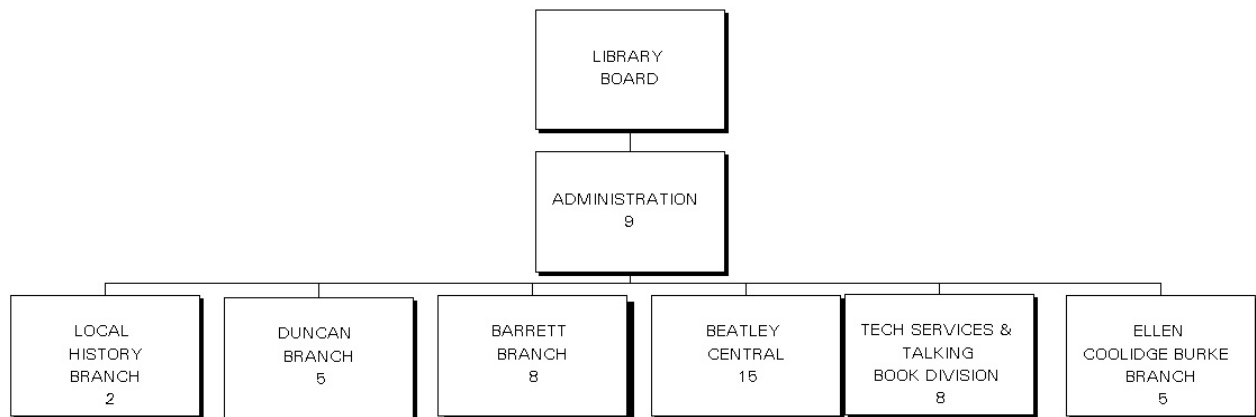 LIBRARY
BOARD
ADMINISTRATION
9
LOCAL
HISTORY
BRANCH
2
DUNCAN
BRANCH
5
BARRETT
BRANCH
8
BEATLEY
CENTRAL
15
TECH SERVICES &
TALKING
BOOK DIVISION
8
ELLEN
COOLIDGE BURKE
BRANCH
5